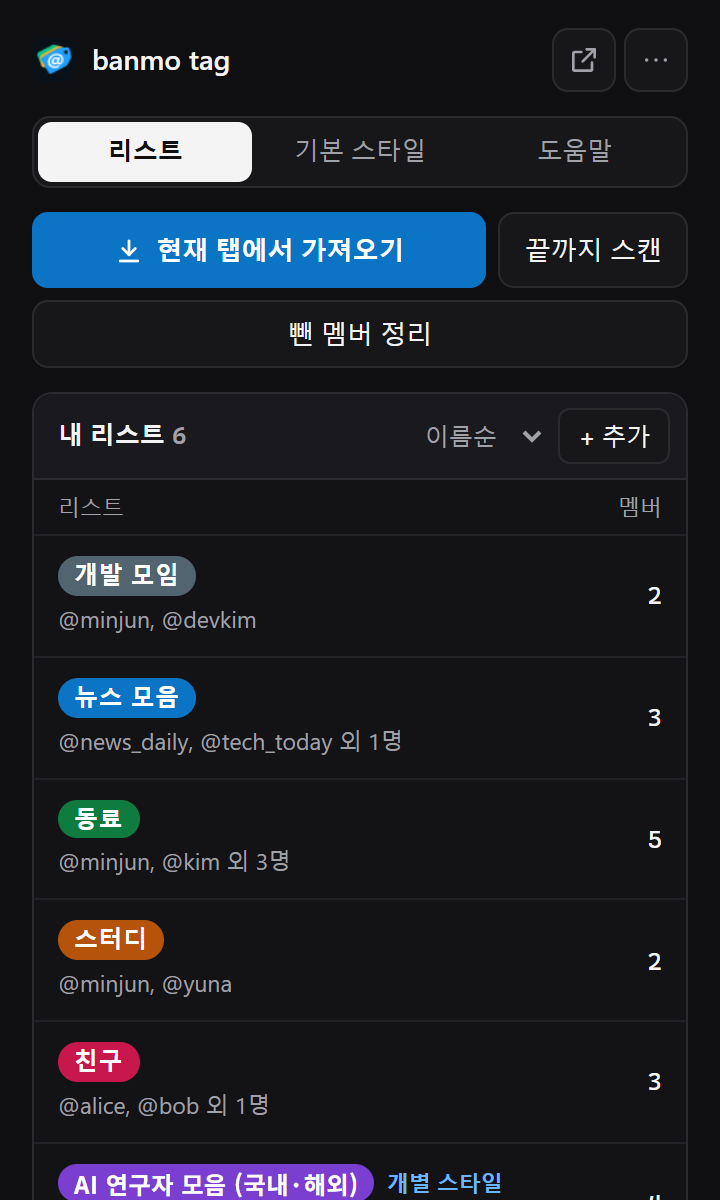 @
banmo tag
리스트 기본 스타일 도움말
현재 탭에서 가져오기 끝까지 스캔
뺀 멤버 정리
내 리스트 6 이름순 + 추가
리스트 멤버
개발 모임
@minjun, @devkim 2
뉴스 모음
@news_daily, @tech_today 외 1명 3
동료
@minjun, @kim 외 3명 5
스터디
@minjun, @yuna 2
친구
@alice, @bob 외 1명 3
AI 연구자 모음 (국내·해외) 개별 스타일